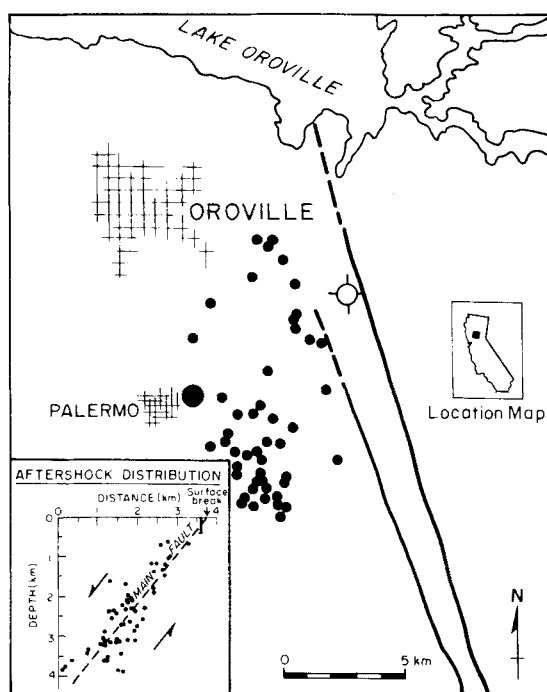 LAKE OROVILLE
OROVILLE
PALERMO
Location Map
AFTERSHOCK DISTRIBUTION
DISTANCE (km) Surface break
0 1 2 3 4
DEPTH (km)
0
1
2
3
4
MAIN FAULT
N
0 5 km